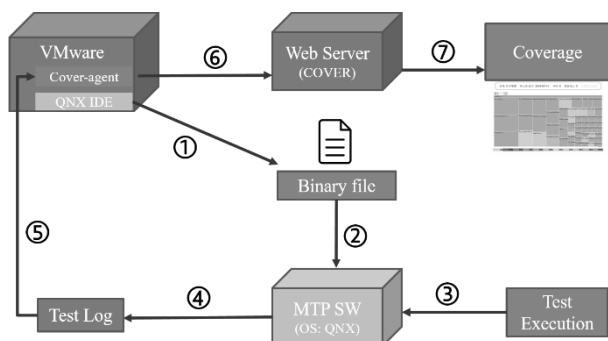 VMware
Cover-agent
QNX IDE
⑥
Web Server
(COVER)
⑦
Coverage
①
Binary file
②
⑤
④
③
Test Log
MTP SW
(OS: QNX)
Test
Execution